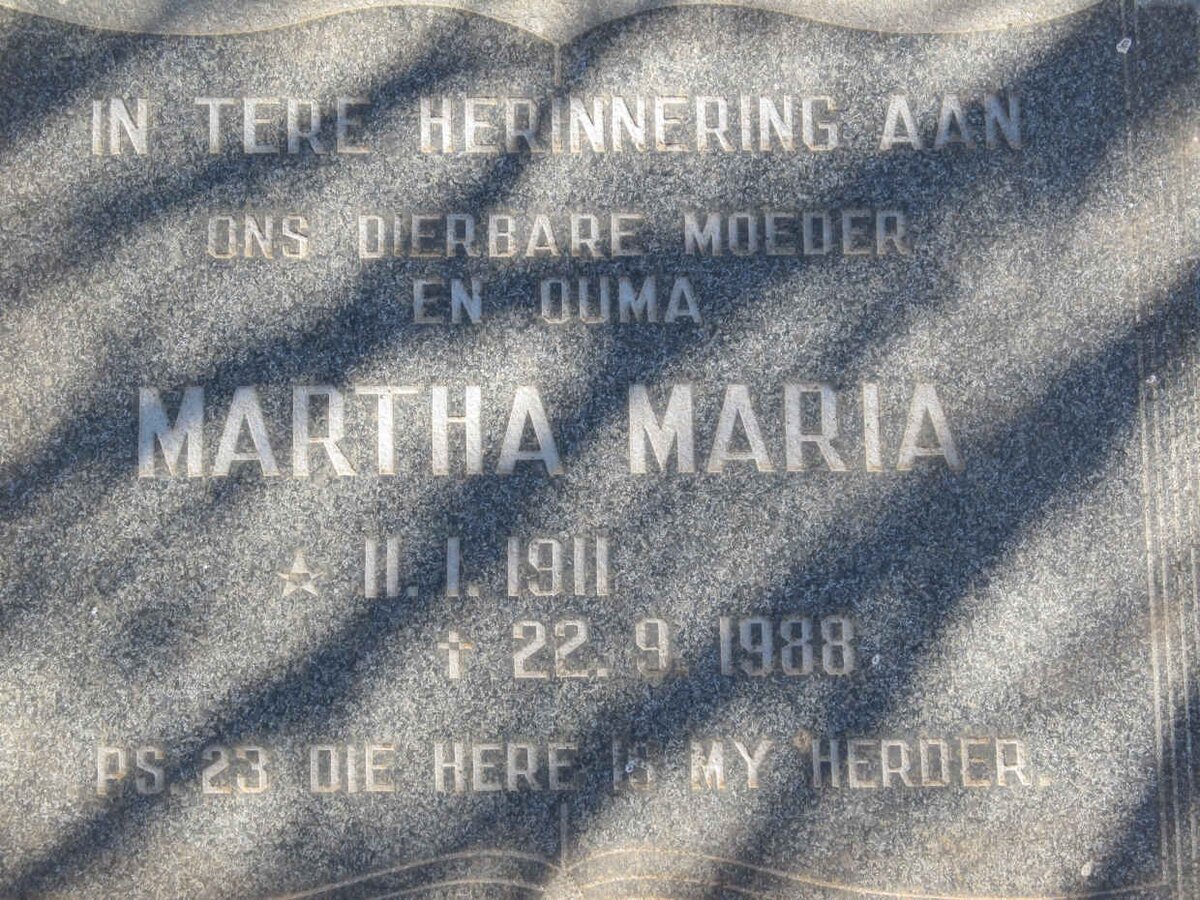 IN TERE HERINNERING AAN
ONS DIERBARE MOEDER
EN OUMA
MARTHA MARIA
☆ 11. 1. 1911
✝ 22. 9. 1988
PS. 23 DIE HERE IS MY HERDER.